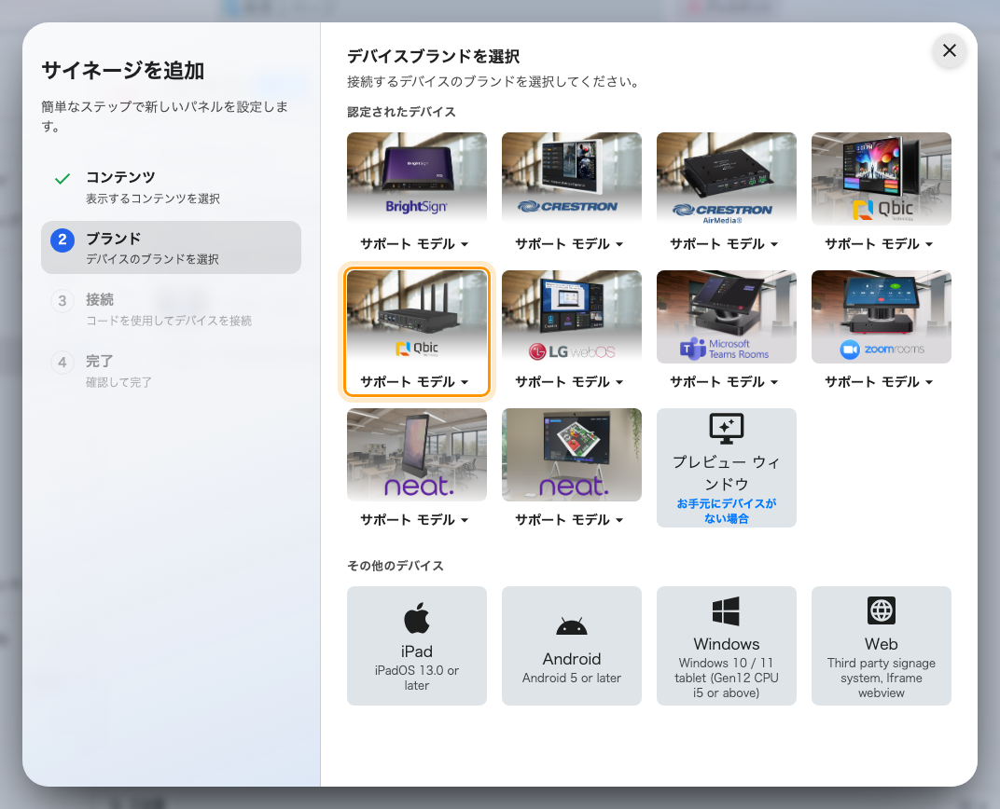 サイネージを追加
簡単なステップで新しいパネルを設定しま
す。
コンテンツ
表示するコンテンツを選択
2
ブランド
デバイスのブランドを選択
3
接続
コードを使用してデバイスを接続
4
完了
確認して完了
デバイスブランドを選択
接続するデバイスのブランドを選択してください。
認定されたデバイス
BrightSign
BrightSign
CRESTRON
CRESTRON
AirMedia®
Qbic
Technology
サポート モデル
サポート モデル
サポート モデル
サポート モデル
Qbic
LG webOS
Microsoft
Teams Rooms
zoomrooms
サポート モデル
サポート モデル
サポート モデル
サポート モデル
neat.
neat.
プレビュー ウィ
ンドウ
お手元にデバイスが
ない場合
サポート モデル
サポート モデル
その他のデバイス
iPad
iPadOS 13.0 or
later
Android
Android 5 or later
Windows
Windows 10 / 11
tablet (Gen12 CPU
i5 or above)
Web
Third party signage
system, Iframe
webview